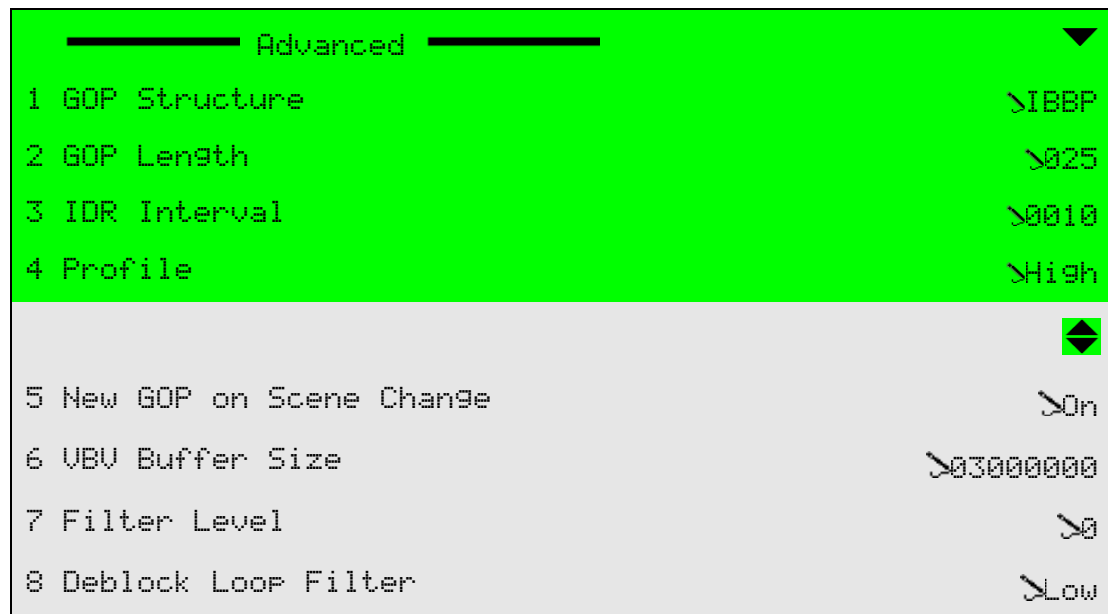 Advanced
1 GOP Structure IBBP
2 GOP Length 025
3 IDR Interval 0010
4 Profile High
5 New GOP on Scene Change On
6 VBV Buffer Size 03000000
7 Filter Level 0
8 Deblock Loop Filter Low